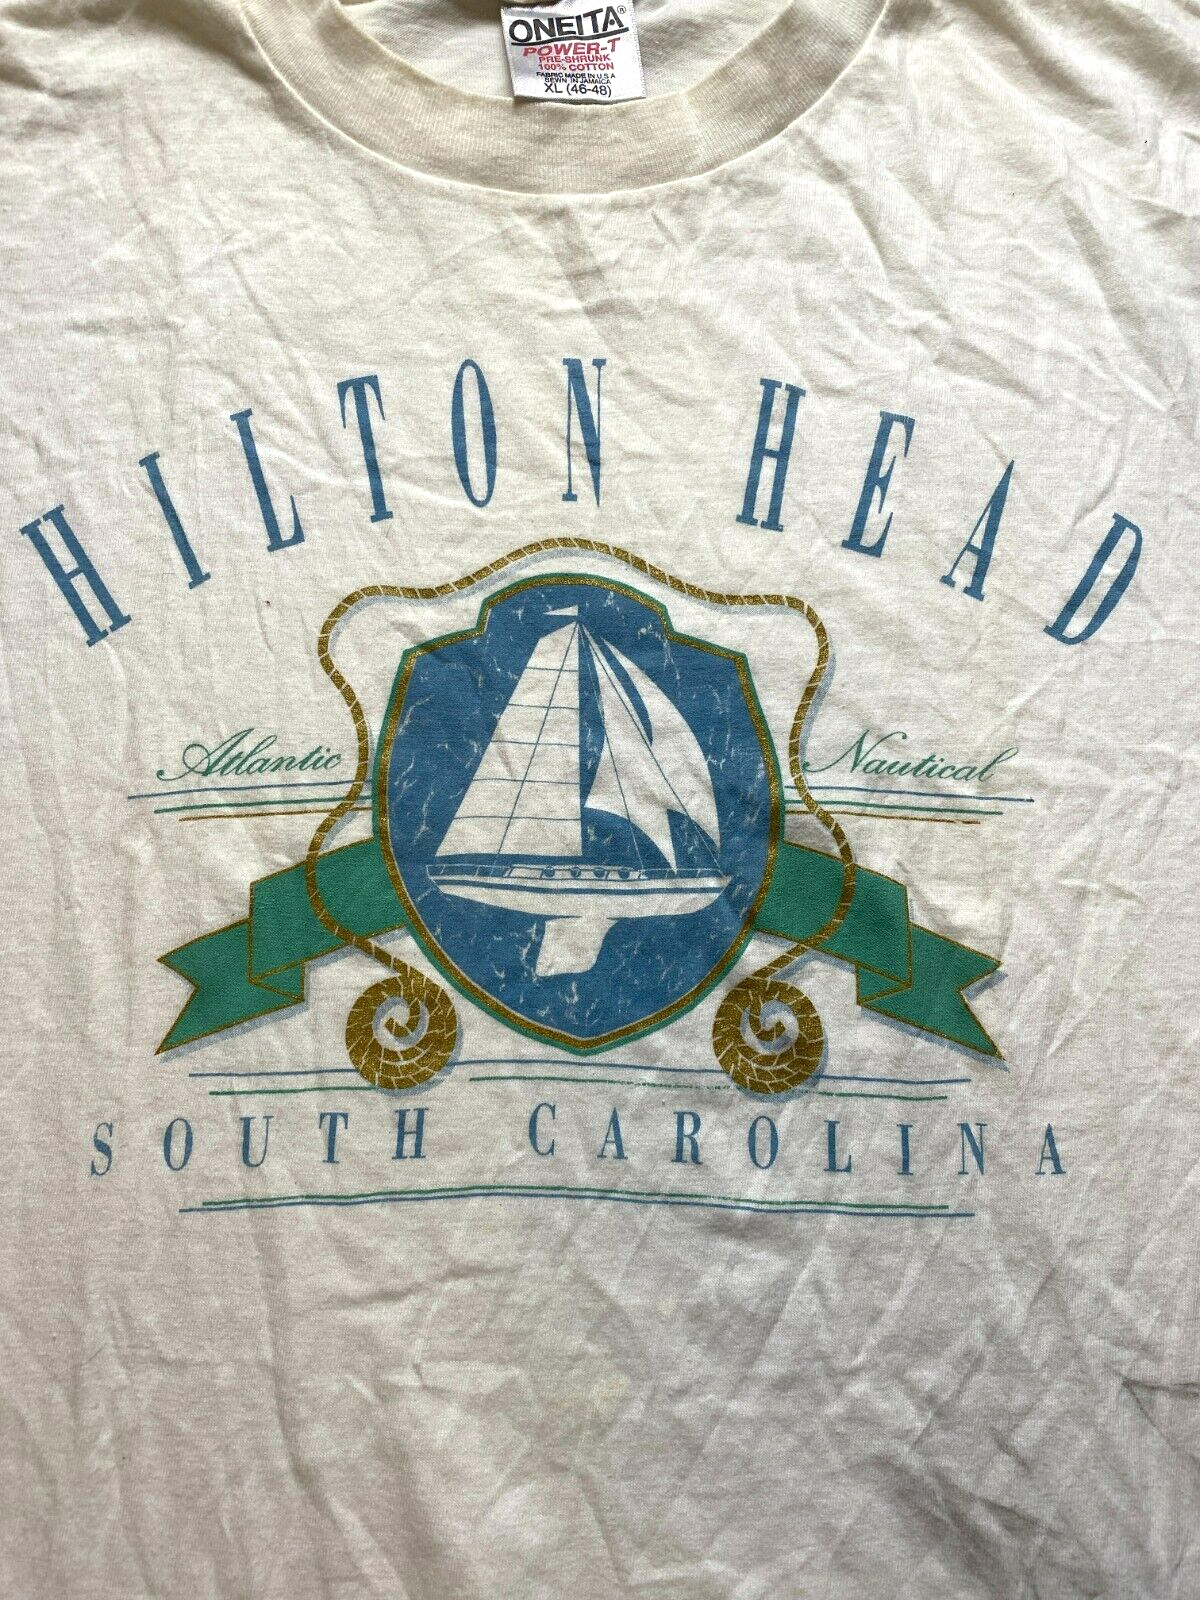 ONEITA®
POWER-T
PRE-SHRUNK
100% COTTON
FABRIC MADE IN U.S.A
SEWN IN JAMAICA
XL (46-48)
HILTON HEAD
Atlantic Nautical
SOUTH CAROLINA